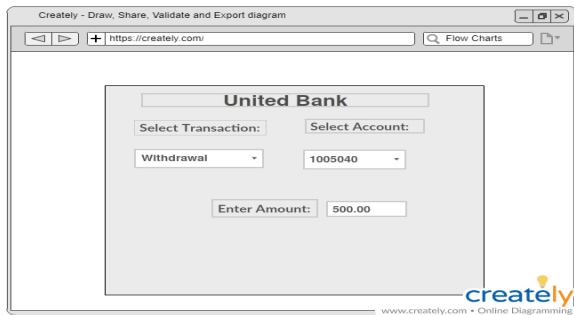 Creately - Draw, Share, Validate and Export diagram
https://creately.com/
Flow Charts
United Bank
Select Transaction:
Select Account:
Withdrawal
1005040
Enter Amount:
500.00
creately
www.creately.com • Online Diagramming